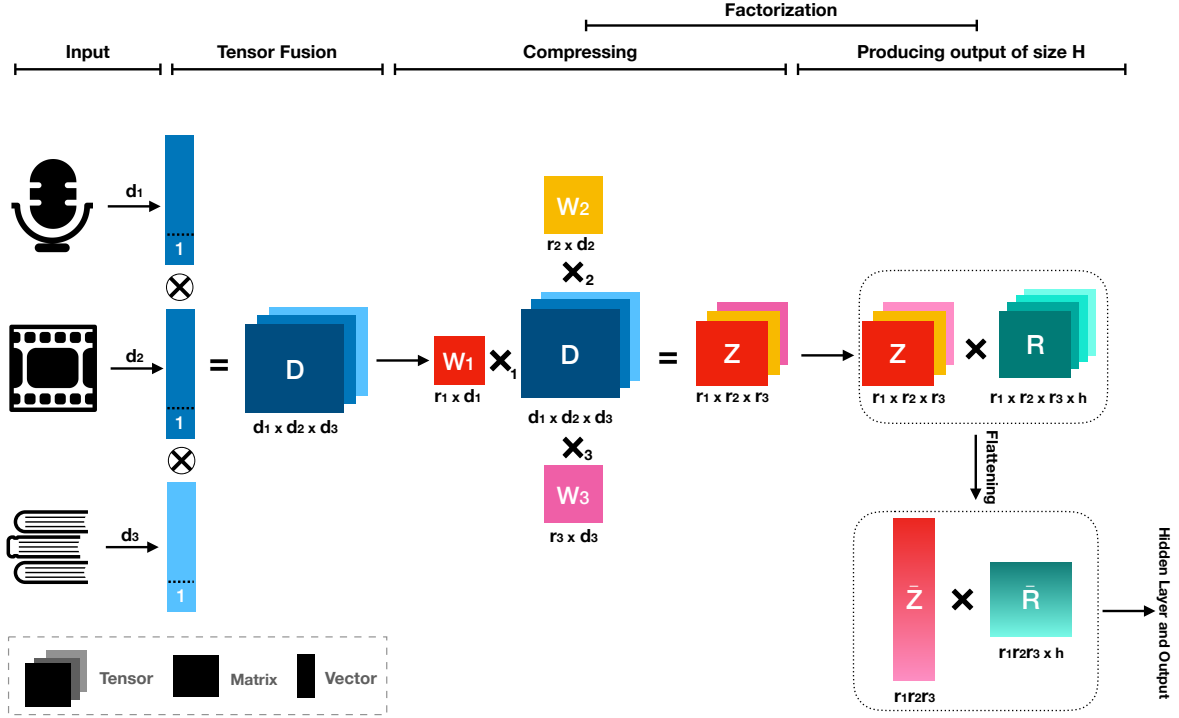 Factorization
Input
Tensor Fusion
Compressing
Producing output of size H
d₁
1
d₂
1
d₃
1
=
D
d₁ x d₂ x d₃
W₂
r₂ x d₂
×₂
W₁
r₁ x d₁
×₁
D
d₁ x d₂ x d₃
×₃
W₃
r₃ x d₃
=
Z
r₁ x r₂ x r₃
Z
r₁ x r₂ x r₃
×
R
r₁ x r₂ x r₃ x h
Flattening
Z̄
r₁r₂r₃
×
R̄
r₁r₂r₃ x h
Hidden Layer and Output
Tensor
Matrix
Vector